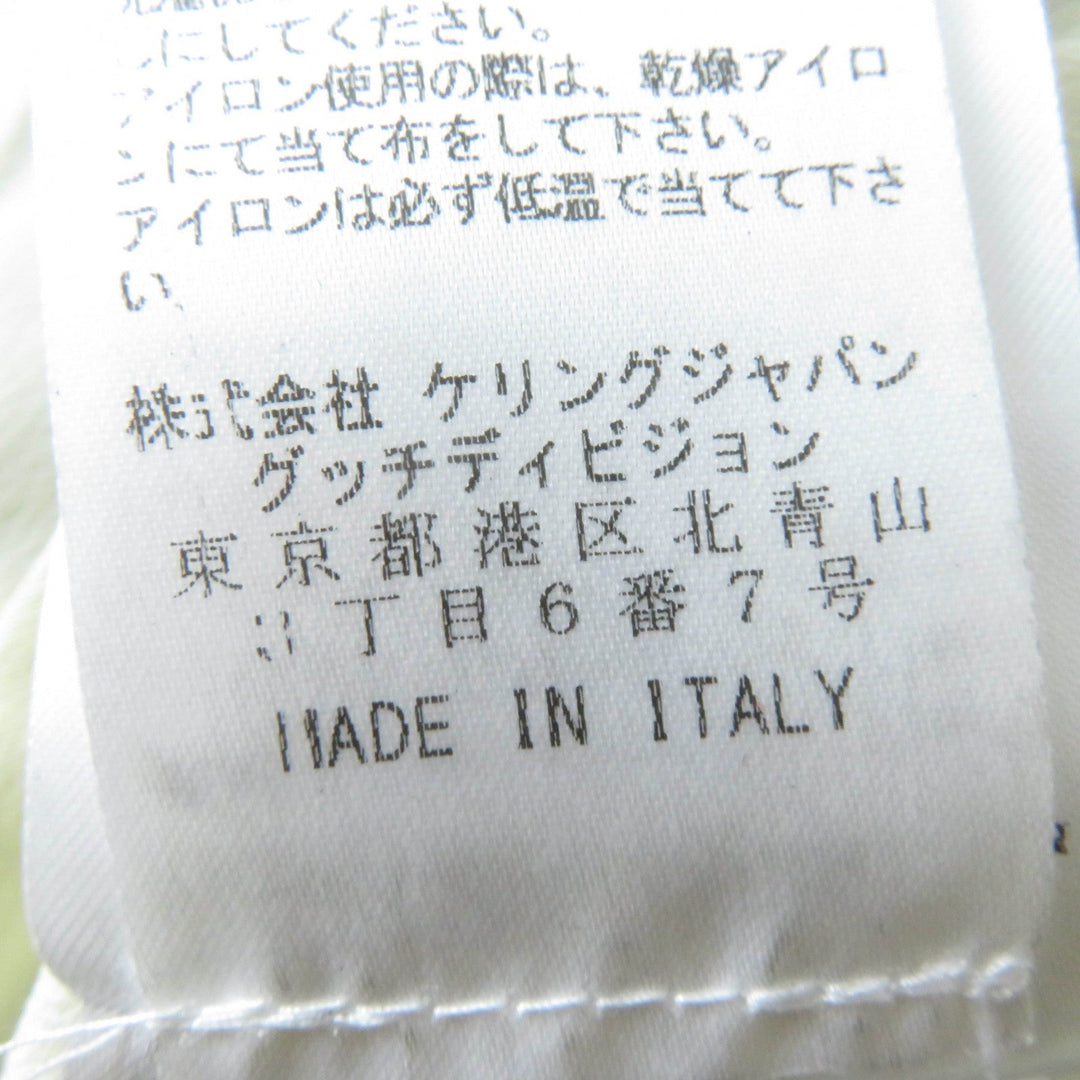 にしてください。
アイロン使用の際は、乾燥アイロ
ンにて当て布をして下さい。
アイロンは必ず低温で当てて下さ
い、
株式会社 ケリングジャパン
グッチディビジョン
東京都港区北青山
3丁目6番7号
MADE IN ITALY